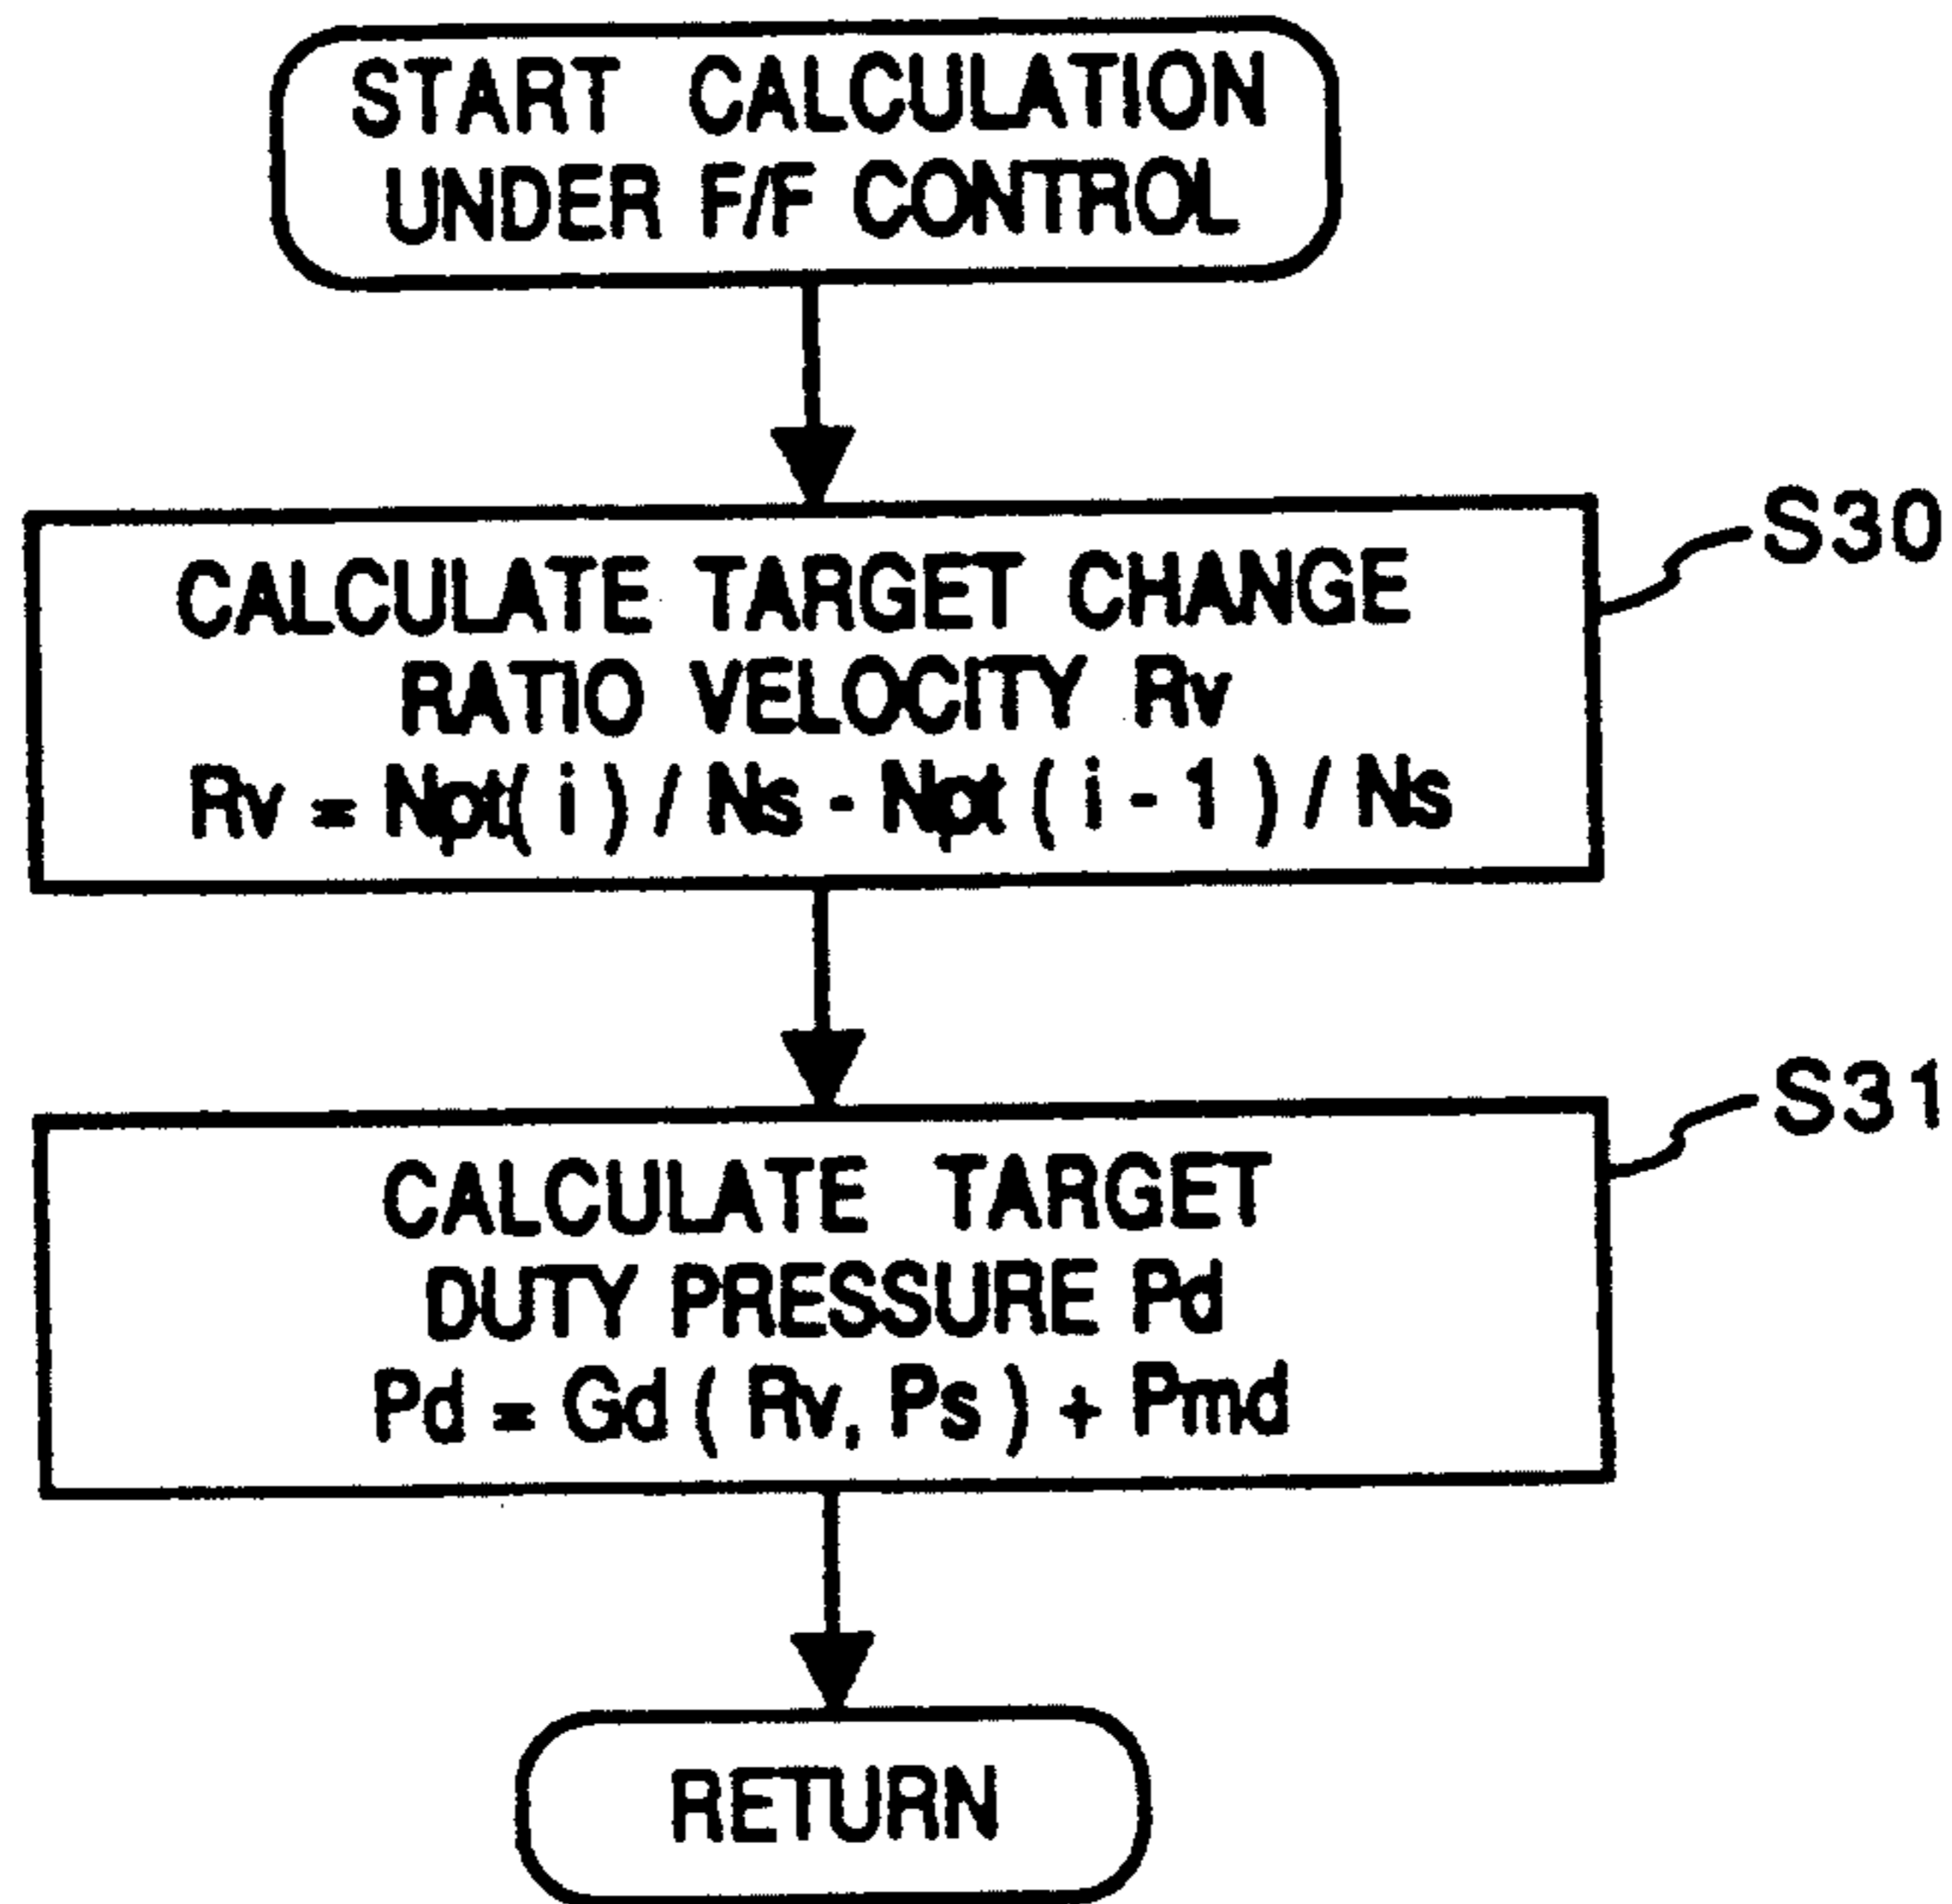 START CALCULATION
UNDER F/F CONTROL
S30
CALCULATE TARGET CHANGE
RATIO VELOCITY Rv
Rv = Npt( i ) / Ns - Npt ( i - 1 ) / Ns
S31
CALCULATE TARGET
DUTY PRESSURE Pd
Pd = Gd ( Rv, Ps ) + Pmd
RETURN